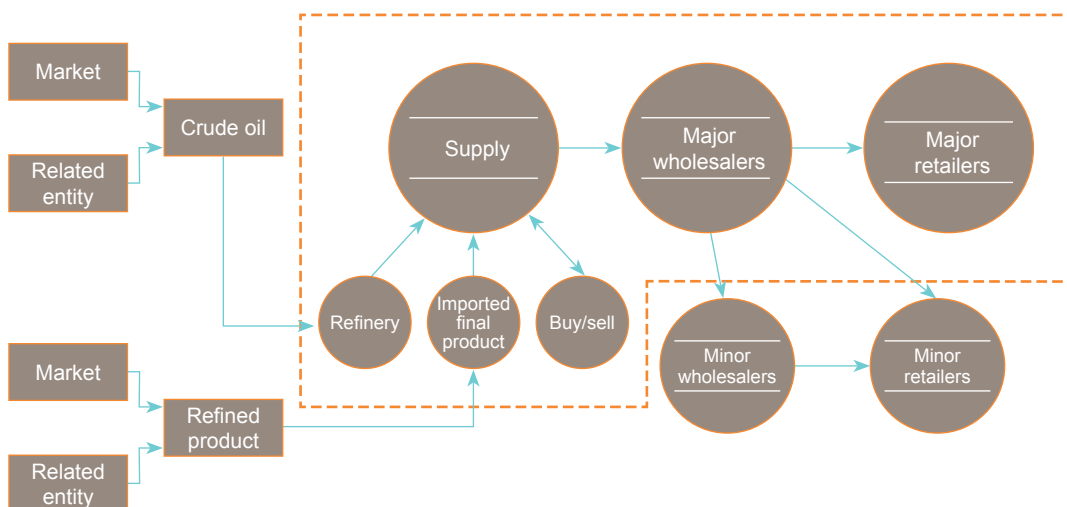 Market
Related
entity
Crude oil
Supply
Major
wholesalers
Major
retailers
Refinery
Imported
final
product
Buy/sell
Minor
wholesalers
Minor
retailers
Market
Related
entity
Refined
product